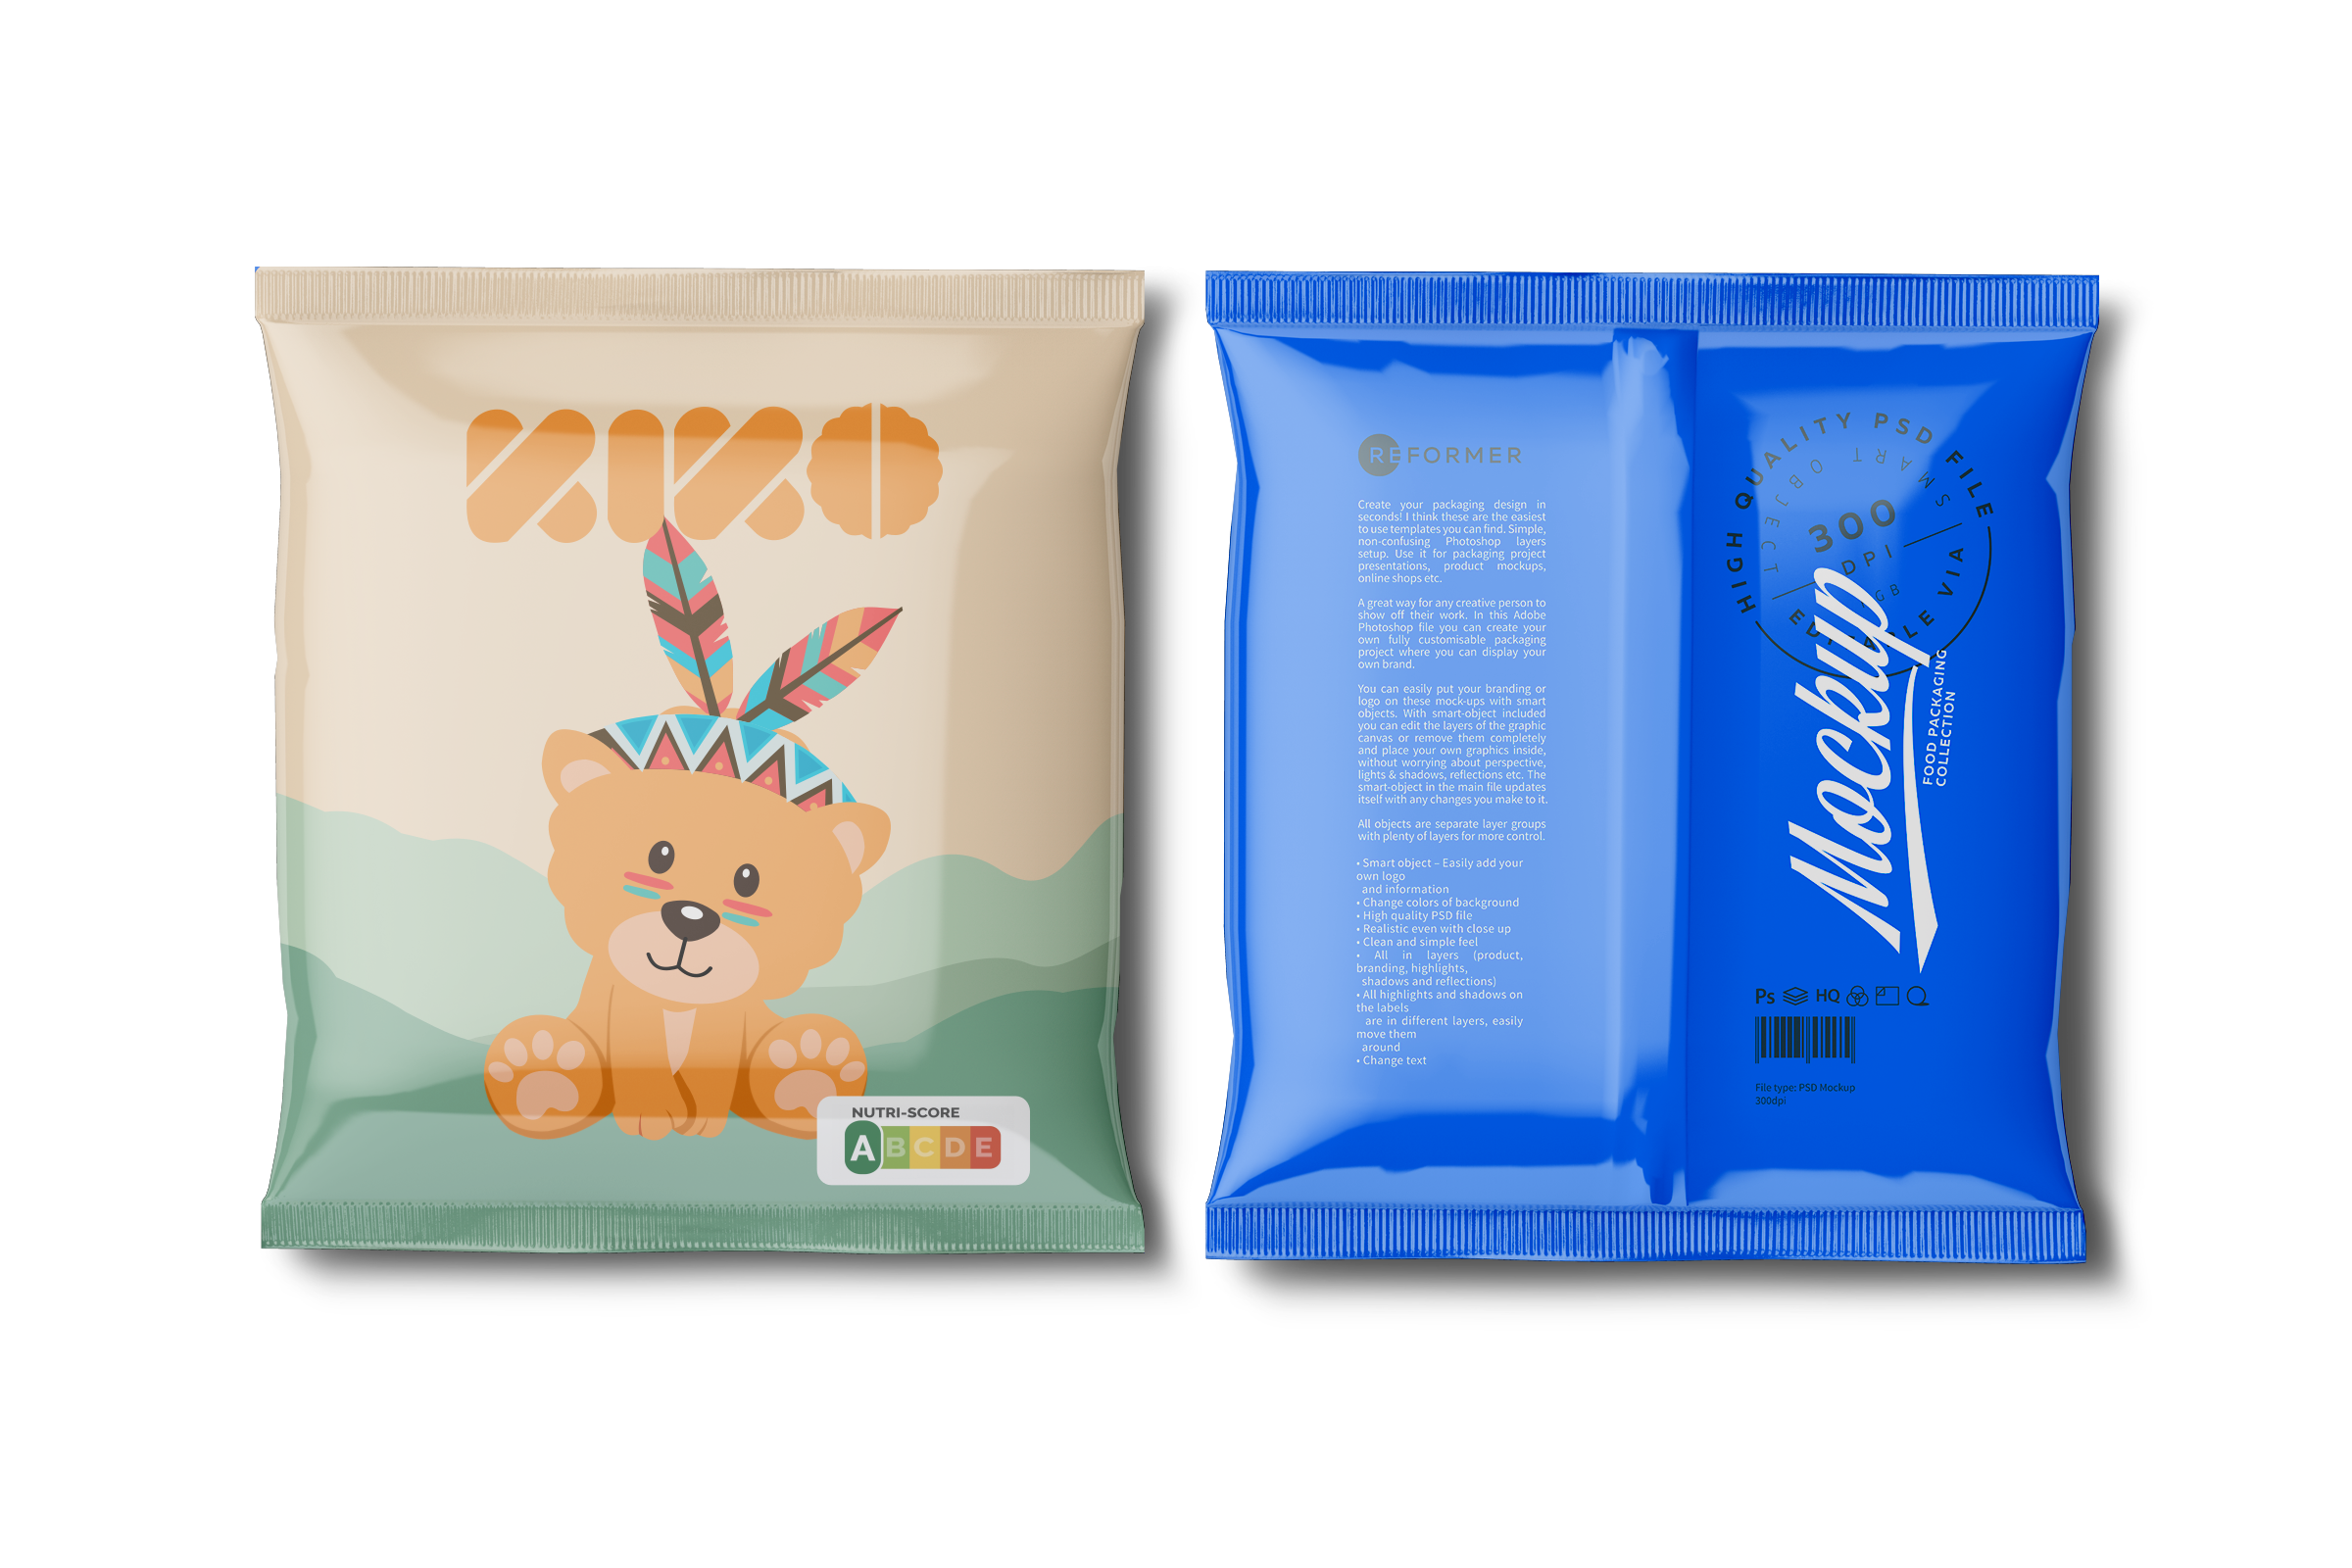 KIKO
NUTRI-SCORE
A B C D E
REFORMER
Create your packaging design in
seconds! I think these are the easiest
to use templates you can find. Simple,
non-confusing Photoshop layers
setup. Use it for packaging project
presentations, product mockups,
online shops etc.
A great way for any creative person to
show off their work. In this Adobe
Photoshop file you can create your
own fully customisable packaging
project where you can display your
own brand.
You can easily put your branding or
logo on these mock-ups with smart
objects. With smart-object included
you can edit the layers of the graphic
canvas or remove them completely
and place your own graphics inside,
without worrying about perspective,
lights & shadows, reflections etc. The
smart-object in the main file updates
itself with any changes you make to it.
All objects are separate layer groups
with plenty of layers for more control.
• Smart object – Easily add your
own logo
and information
• Change colors of background
• High quality PSD file
• Realistic even with close up
• Clean and simple feel
• All in layers (product,
branding, highlights,
shadows and reflections)
• All highlights and shadows on
the labels
are in different layers, easily
move them
around
• Change text
HIGH QUALITY PSD FILE
SMART OBJECT
300
DPI
EDITABLE VIA
Mockup
FOOD PACKAGING
COLLECTION
Ps HQ
File type: PSD Mockup
300dpi